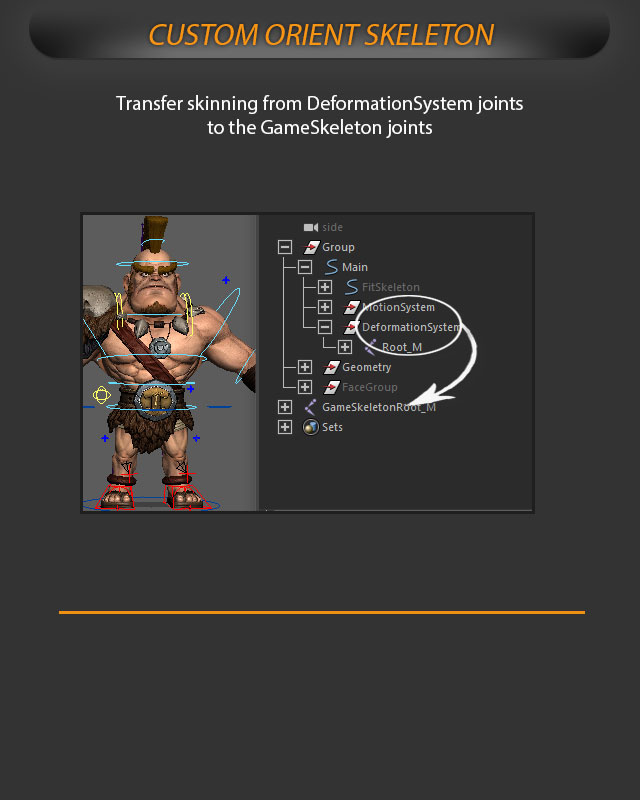 CUSTOM ORIENT SKELETON
Transfer skinning from DeformationSystem joints
to the GameSkeleton joints
side
Group
Main
FitSkeleton
MotionSystem
DeformationSystem
Root_M
Geometry
FaceGroup
GameSkeletonRoot_M
Sets